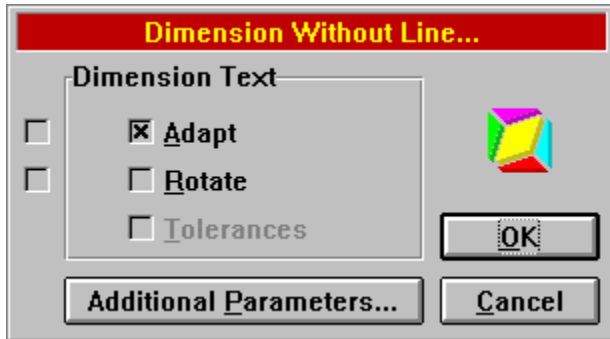 Dimension Without Line...
Dimension Text
Adapt
Rotate
Tolerances
OK
Additional Parameters...
Cancel